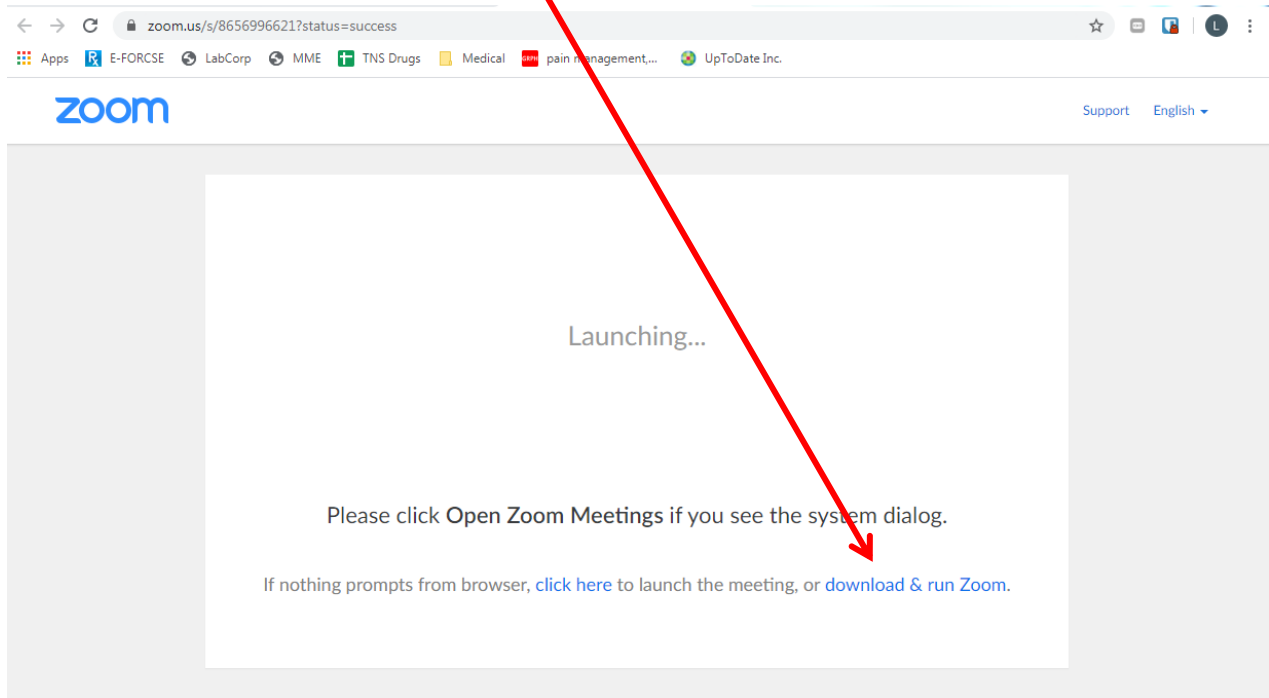 zoom.us/s/8656996621?status=success
L
Apps E-FORCSE LabCorp MME TNS Drugs Medical GRPH pain management,... UpToDate Inc.
zoom
Support English
Launching...
Please click Open Zoom Meetings if you see the system dialog.
If nothing prompts from browser, click here to launch the meeting, or download & run Zoom.